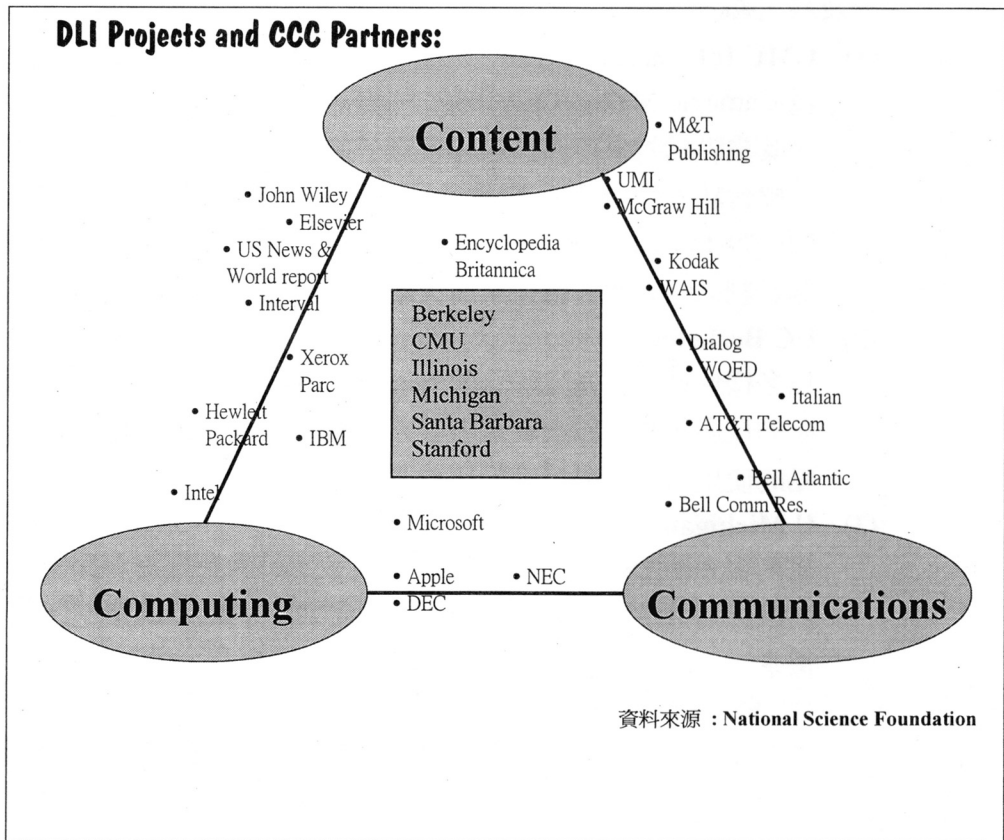 DLI Projects and CCC Partners:
Content
• M&T
Publishing
• UMI
• McGraw Hill
• John Wiley
• Elsevier
• US News &
World report
• Interval
• Encyclopedia
Britannica
• Kodak
• WAIS
Berkeley
CMU
Illinois
Michigan
Santa Barbara
Stanford
• Xerox
Parc
• Hewlett
Packard
• IBM
• Intel
• Dialog
• WQED
• Italian
• AT&T Telecom
• Bell Atlantic
• Bell Comm Res.
• Microsoft
• Apple
• NEC
• DEC
Computing
Communications
資料來源 : National Science Foundation